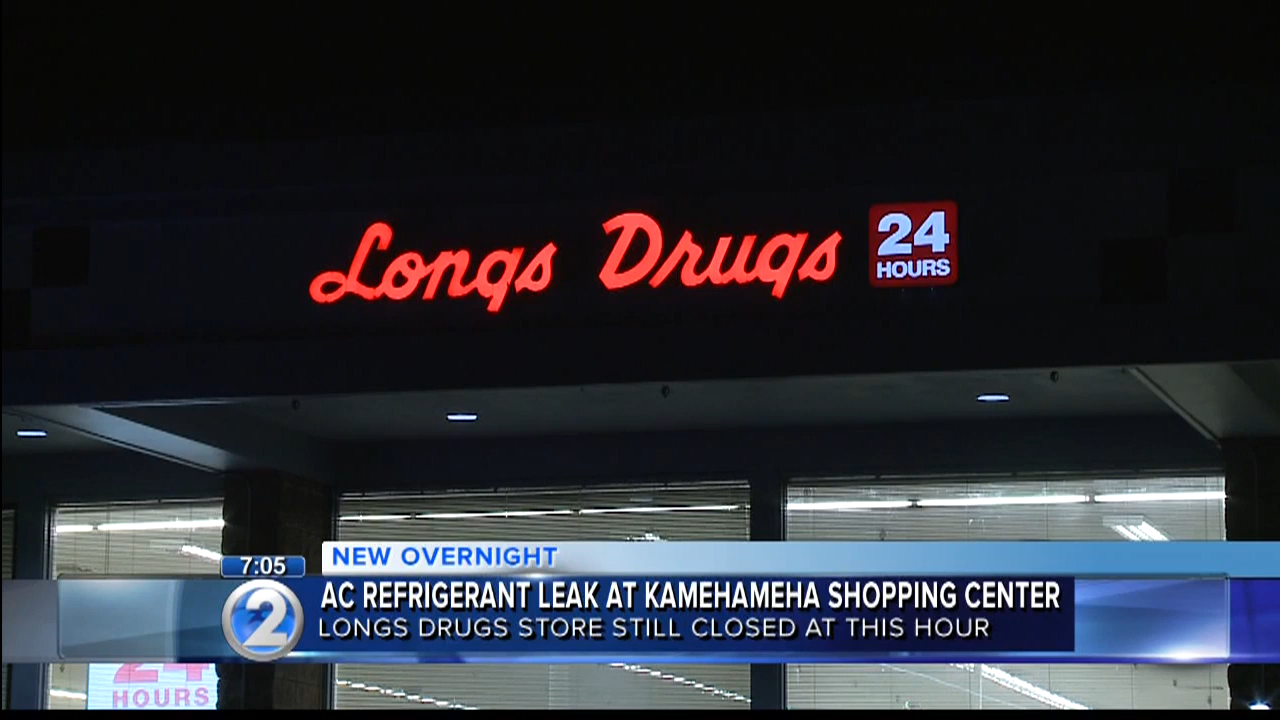 Longs Drugs
24
HOURS
NEW OVERNIGHT
7:05
AC REFRIGERANT LEAK AT KAMEHAMEHA SHOPPING CENTER
2
LONGS DRUGS STORE STILL CLOSED AT THIS HOUR
24
HOURS